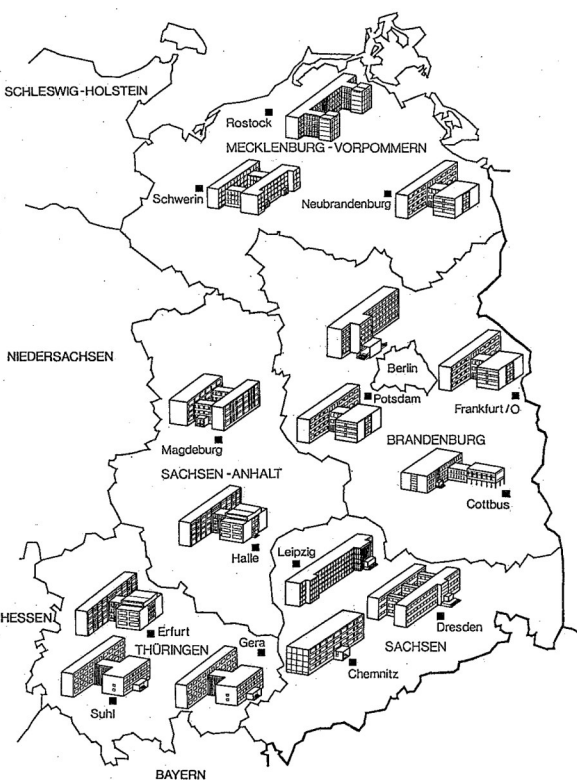 SCHLESWIG-HOLSTEIN
Rostock
MECKLENBURG-VORPOMMERN
Schwerin
Neubrandenburg
NIEDERSACHSEN
Berlin
Potsdam
Frankfurt/O
Magdeburg
BRANDENBURG
SACHSEN-ANHALT
Cottbus
Halle
Leipzig
HESSEN
Erfurt
Dresden
THÜRINGEN
Gera
SACHSEN
Chemnitz
Suhl
BAYERN